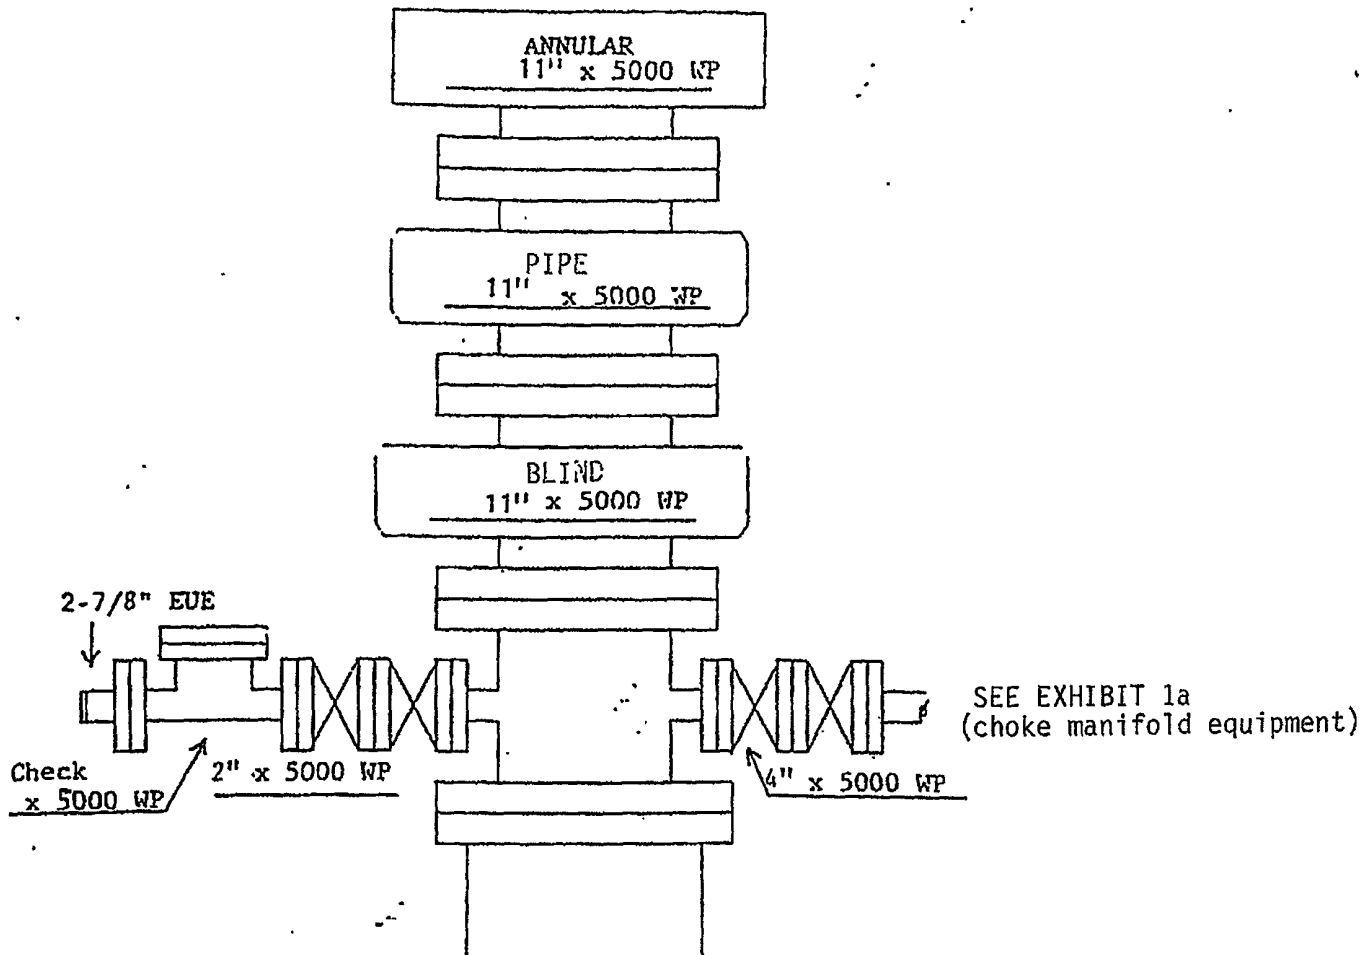 ANNULAR
11" x 5000 WP
PIPE
11" x 5000 WP
BLIND
11" x 5000 WP
2-7/8" EUE
SEE EXHIBIT 1a
(choke manifold equipment)
Check
x 5000 WP
2" x 5000 WP
4" x 5000 WP